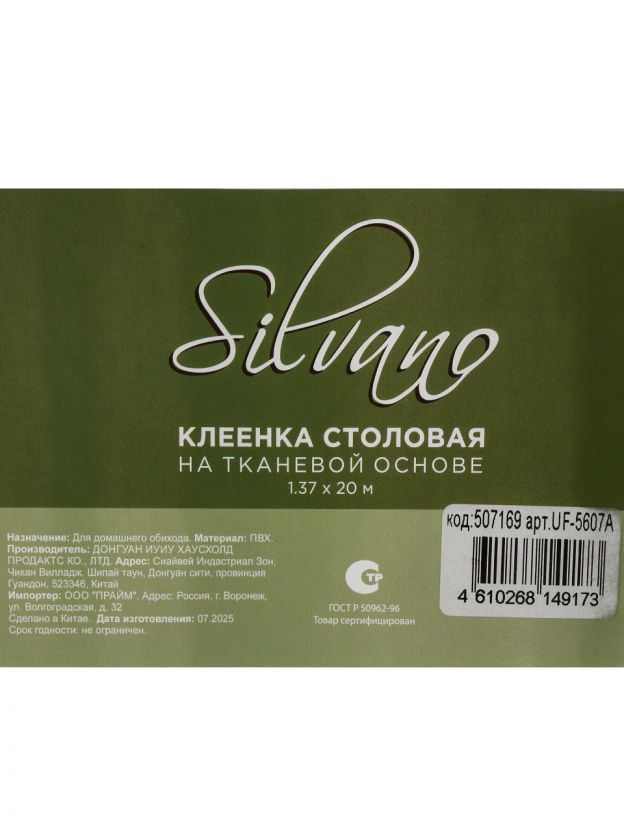 Silvano
КЛЕЕНКА СТОЛОВАЯ
НА ТКАНЕВОЙ ОСНОВЕ
1.37 x 20 м
код:507169 арт.UF-5607A
4 610268 149173
Назначение: Для домашнего обихода. Материал: ПВХ.
Производитель: ДОНГУАН ИУИУ ХАУСХОЛД
ПРОДАКТС КО., ЛТД. Адрес: Сиайвей Индастриал Зон,
Чикан Вилладж, Шипай таун, Донгуан сити, провинция
Гуандон, 523346, Китай
Импортер: ООО "ПРАЙМ". Адрес: Россия, г. Воронеж,
ул. Волгоградская, д. 32
Сделано в Китае. Дата изготовления: 07.2025
Срок годности: не ограничен.
СТР
ГОСТ Р 50962-96
Товар сертифицирован